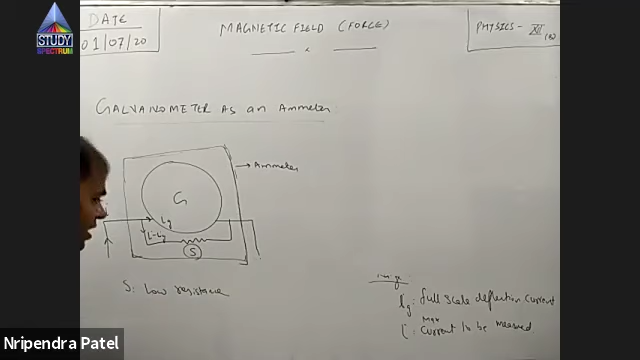 STUDY
SPECTRUM
DATE
01/07/20
MAGNETIC FIELD (FORCE)
PHYSICS - XII (B)
GALVANOMETER AS an Ammeter:
→ Ammeter
G
Ig
i-ig
S
S: Low resistance
ig: full scale deflection current
Max
i: current to be measured
Nripendra Patel